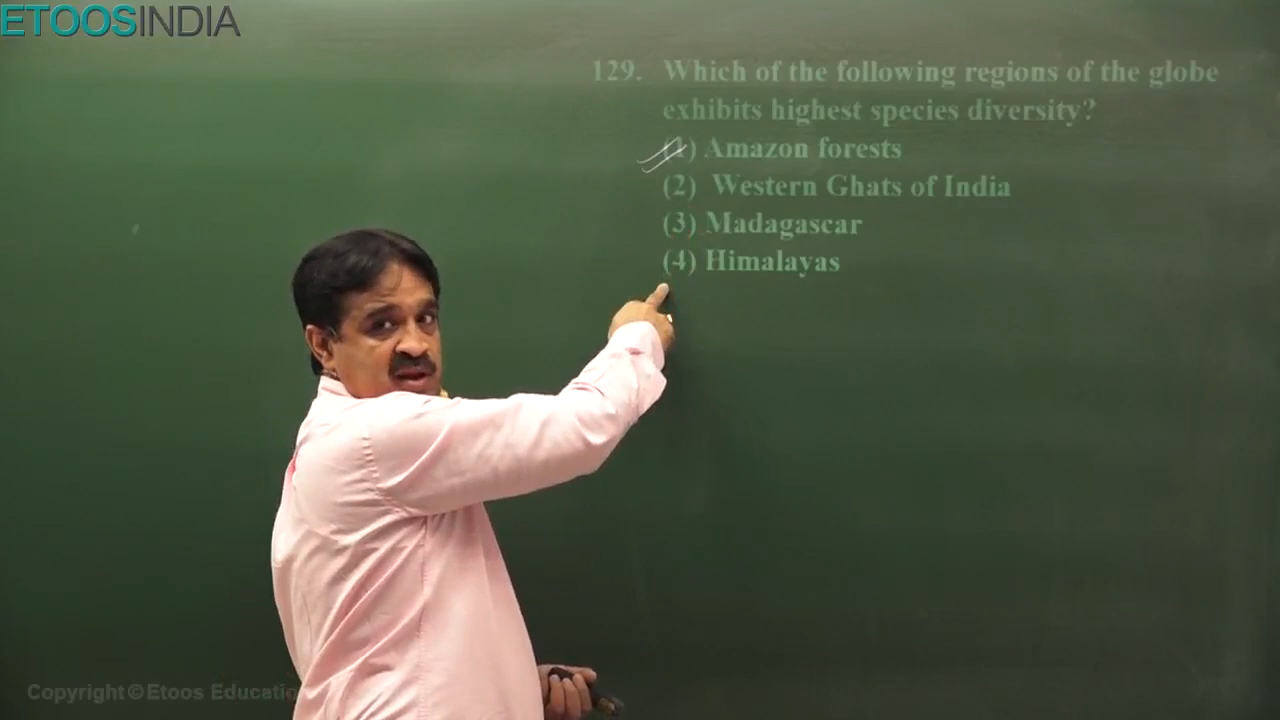 ETOOSINDIA
129. Which of the following regions of the globe
exhibits highest species diversity?
(1) Amazon forests
(2) Western Ghats of India
(3) Madagascar
(4) Himalayas
Copyright © Etoos Educatio